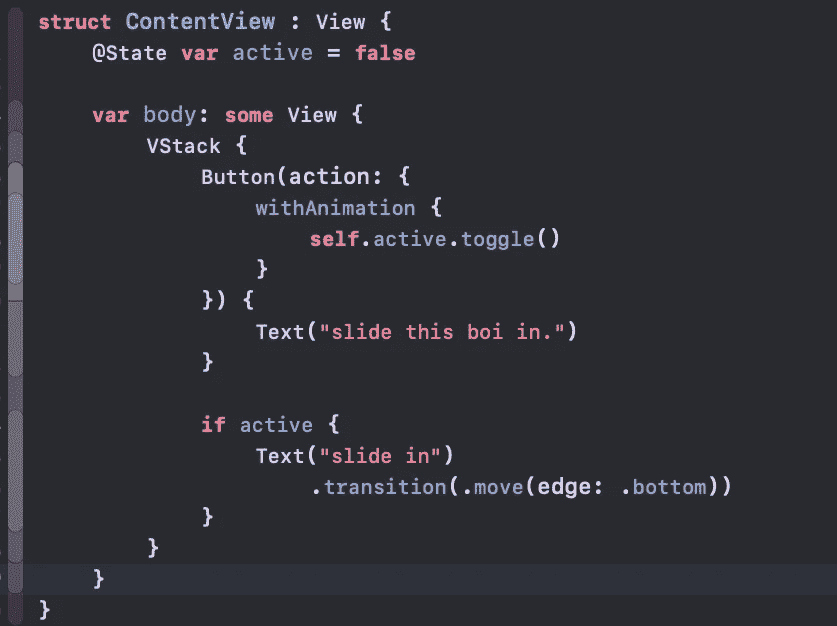 struct ContentView : View {
    @State var active = false

    var body: some View {
        VStack {
            Button(action: {
                withAnimation {
                    self.active.toggle()
                }
            }) {
                Text("slide this boi in.")
            }

            if active {
                Text("slide in")
                    .transition(.move(edge: .bottom))
            }
        }
    }
}